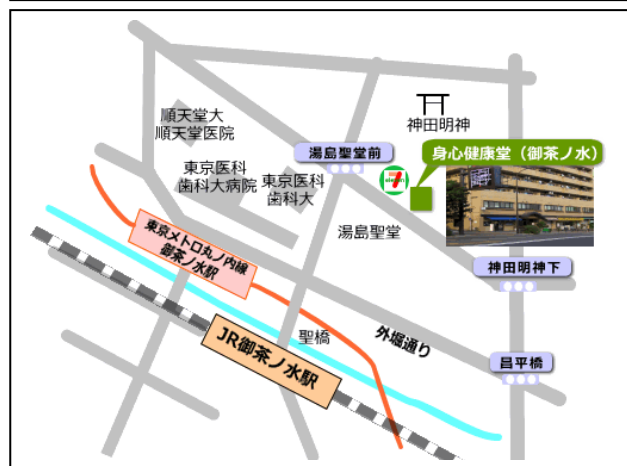 順天堂大
順天堂医院
神田明神
湯島聖堂前
身心健康堂（御茶ノ水）
東京医科
歯科大病院
東京医科
歯科大
7
湯島聖堂
東京メトロ丸ノ内線
御茶ノ水駅
神田明神下
聖橋
外堀通り
JR御茶ノ水駅
昌平橋